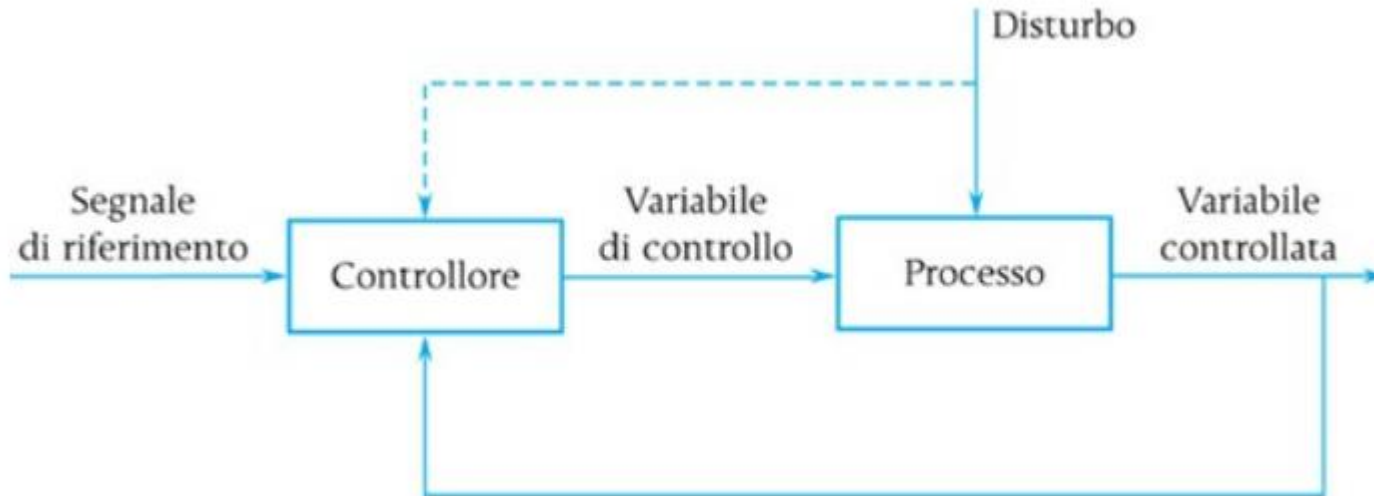 Disturbo
Segnale
di riferimento
Controllore
Variabile
di controllo
Processo
Variabile
controllata